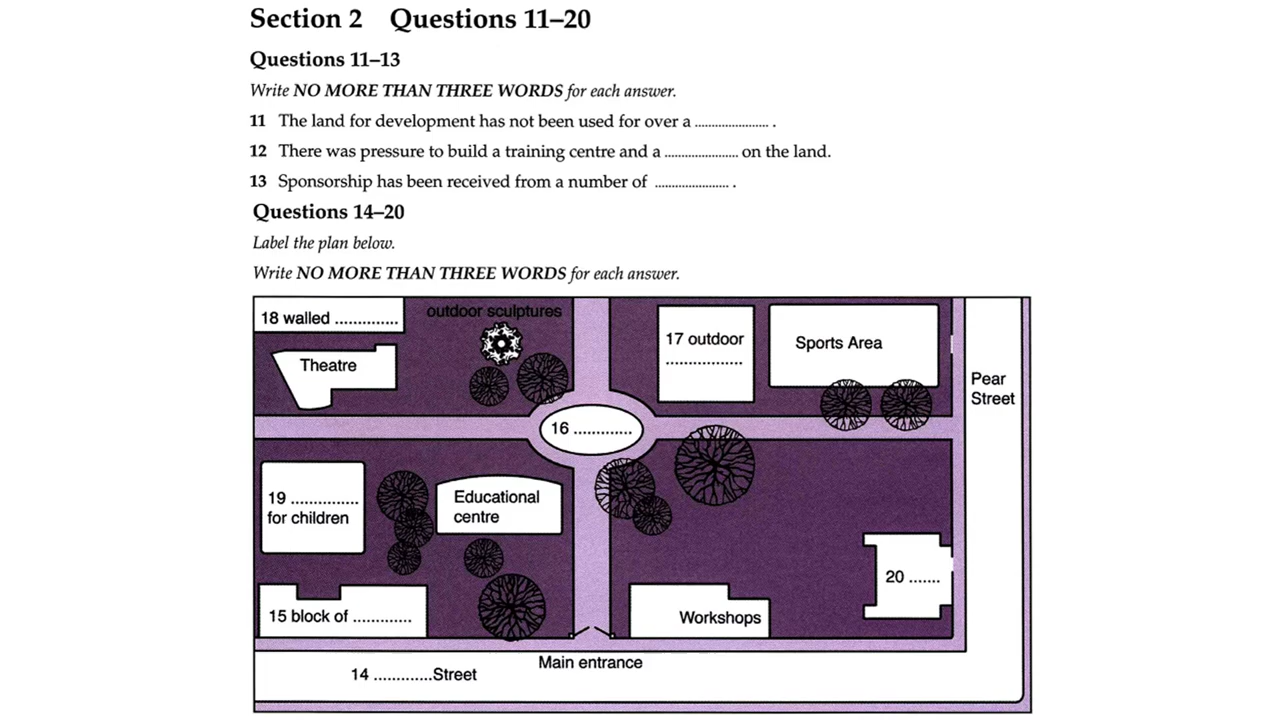 Section 2 Questions 11–20
Questions 11–13
Write NO MORE THAN THREE WORDS for each answer.
11 The land for development has not been used for over a ...................... .
12 There was pressure to build a training centre and a ...................... on the land.
13 Sponsorship has been received from a number of ...................... .
Questions 14–20
Label the plan below.
Write NO MORE THAN THREE WORDS for each answer.
18 walled .............
outdoor sculptures
Theatre
17 outdoor
................
Sports Area
Pear
Street
16 ............
19 ..............
for children
Educational
centre
20 .......
15 block of ............
Workshops
Main entrance
14 ............Street